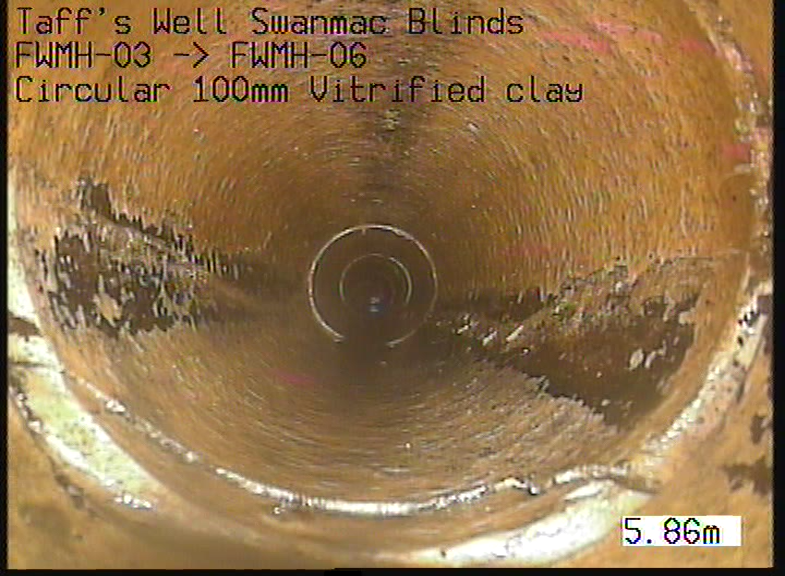 Taff's Well Swanmac Blinds
FWMH-03 -> FWMH-06
Circular 100mm Vitrified clay
5.86m